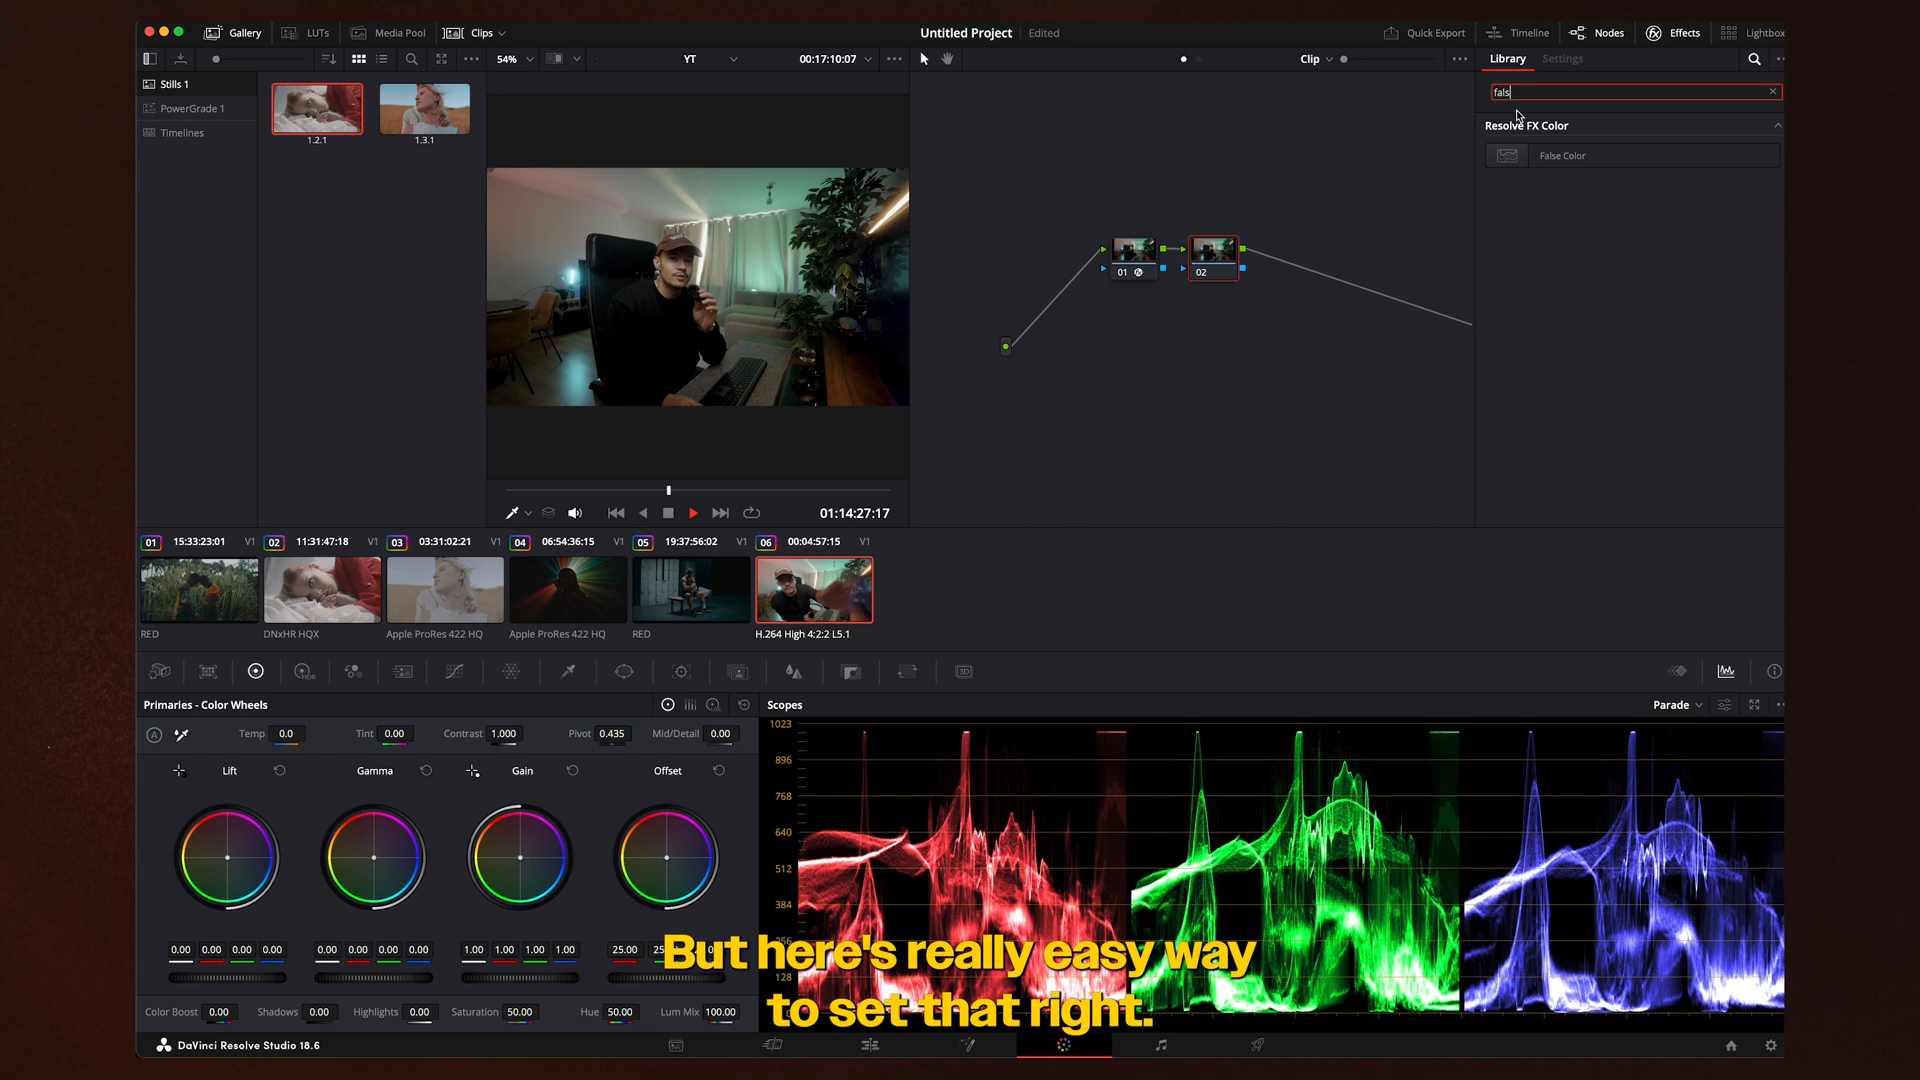 Gallery
LUTs
Media Pool
Clips
Untitled Project
Edited
Quick Export
Timeline
Nodes
Effects
Lightbox
54%
YT
00:17:10:07
Clip
Library
Settings
Stills 1
PowerGrade 1
Timelines
1.2.1
1.3.1
fals
Resolve FX Color
False Color
01
02
01:14:27:17
01 15:33:23:01 V1
02 11:31:47:18 V1
03 03:31:02:21 V1
04 06:54:36:15 V1
05 19:37:56:02 V1
06 00:04:57:15 V1
RED
DNxHR HQX
Apple ProRes 422 HQ
Apple ProRes 422 HQ
RED
H.264 High 4:2:2 L5.1
HDR
3D
Primaries - Color Wheels
LOG
Scopes
Parade
A
Temp 0.0
Tint 0.00
Contrast 1.000
Pivot 0.435
Mid/Detail 0.00
Lift
Gamma
Gain
Offset
0.00 0.00 0.00 0.00
0.00 0.00 0.00 0.00
1.00 1.00 1.00 1.00
25.00
Color Boost 0.00
Shadows 0.00
Highlights 0.00
Saturation 50.00
Hue 50.00
Lum Mix 100.00
1023
896
768
640
512
384
128
But here's really easy way
to set that right.
DaVinci Resolve Studio 18.6